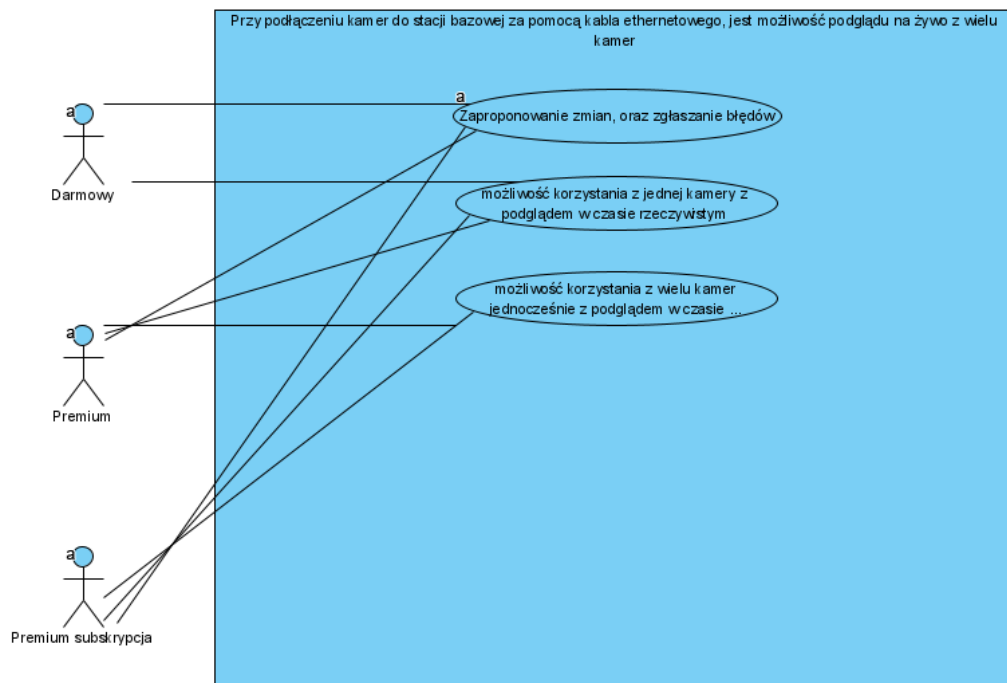 Przy podłączeniu kamer do stacji bazowej za pomocą kabla ethernetowego, jest możliwość podglądu na żywo z wielu
kamer
a
a
Zaproponowanie zmian, oraz zgłaszanie błędów
Darmowy
możliwość korzystania z jednej kamery z
podglądem w czasie rzeczywistym
możliwość korzystania z wielu kamer
jednocześnie z podglądem w czasie ...
a
Premium
a
Premium subskrypcja